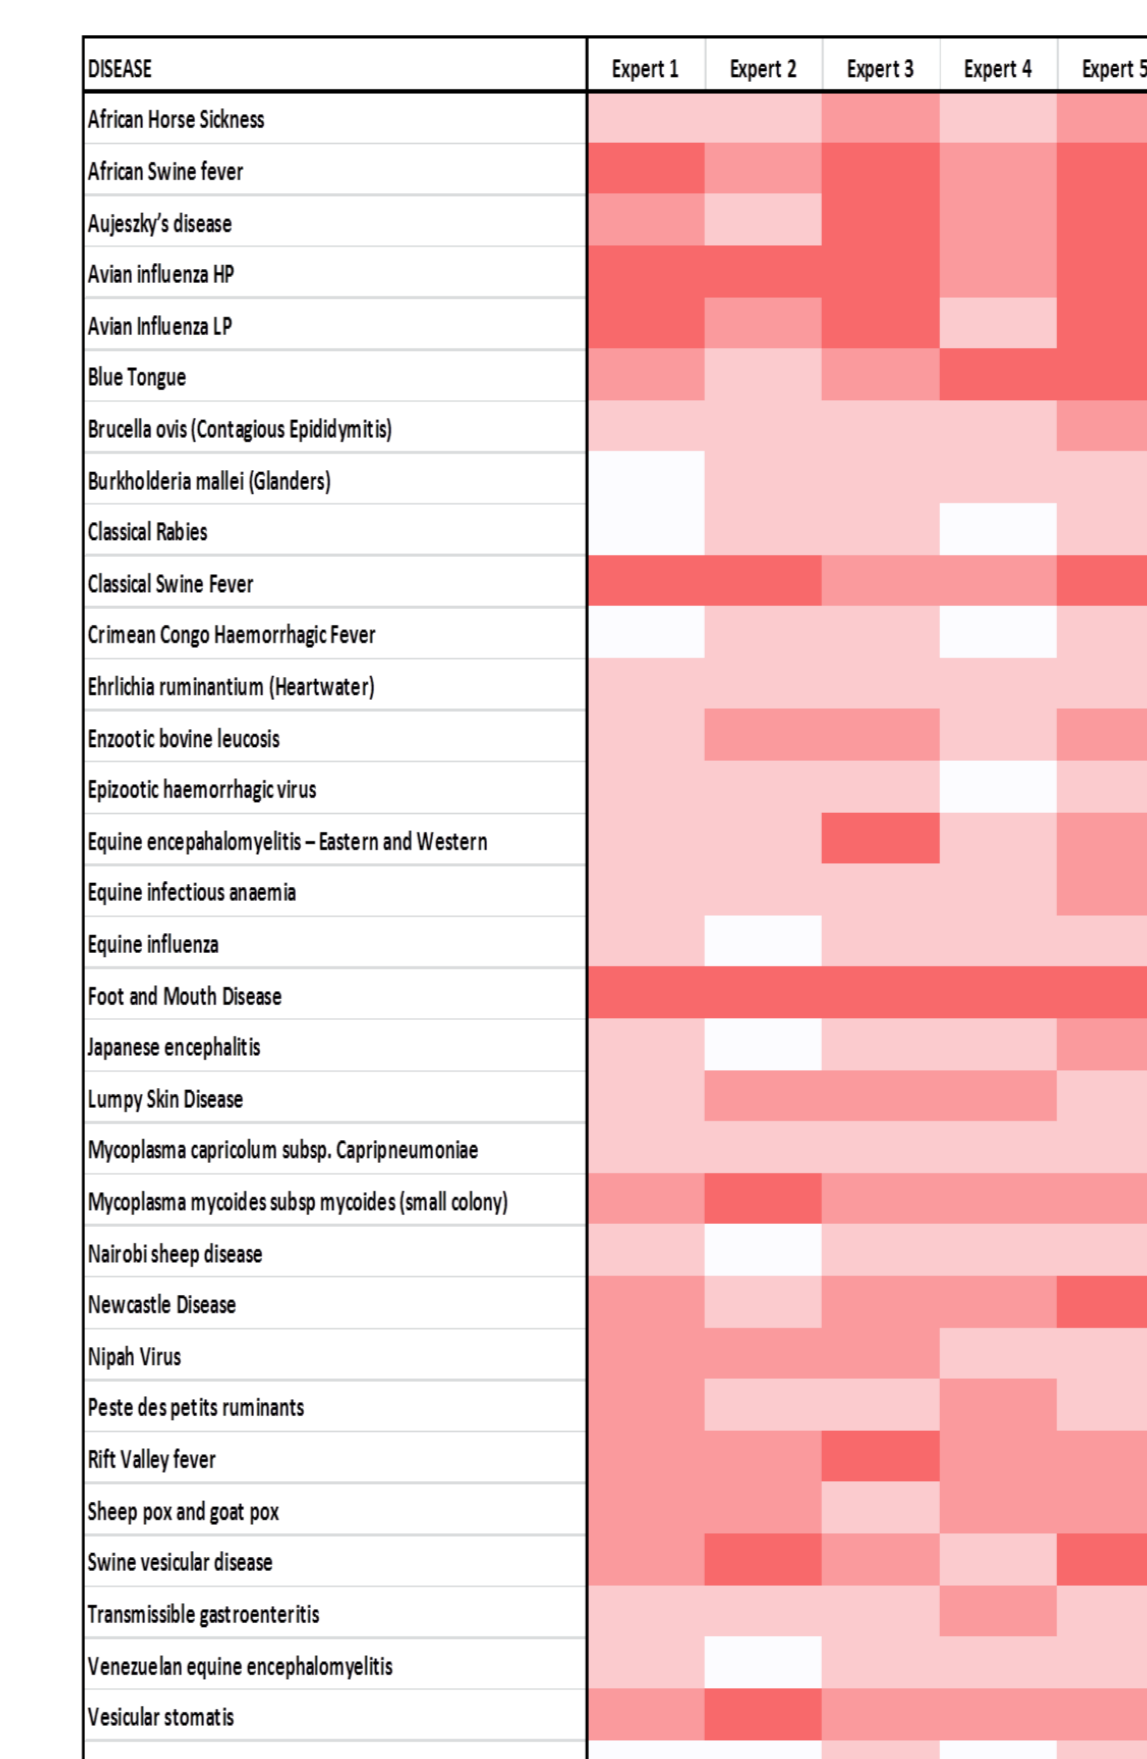 DISEASE Expert 1 Expert 2 Expert 3 Expert 4 Expert 5
African Horse Sickness
African Swine fever
Aujeszky’s disease
Avian influenza HP
Avian Influenza LP
Blue Tongue
Brucella ovis (Contagious Epididymitis)
Burkholderia mallei (Glanders)
Classical Rabies
Classical Swine Fever
Crimean Congo Haemorrhagic Fever
Ehrlichia ruminantium (Heartwater)
Enzootic bovine leucosis
Epizootic haemorrhagic virus
Equine encepahalomyelitis – Eastern and Western
Equine infectious anaemia
Equine influenza
Foot and Mouth Disease
Japanese encephalitis
Lumpy Skin Disease
Mycoplasma capricolum subsp. Capripneumoniae
Mycoplasma mycoides subsp mycoides (small colony)
Nairobi sheep disease
Newcastle Disease
Nipah Virus
Peste des petits ruminants
Rift Valley fever
Sheep pox and goat pox
Swine vesicular disease
Transmissible gastroenteritis
Venezuelan equine encephalomyelitis
Vesicular stomatis